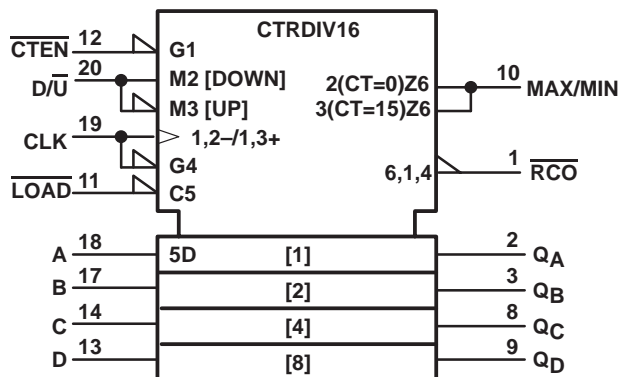 CTRDIV16
CTEN 12 G1
D/U 20 M2 [DOWN] 2(CT=0)Z6 10 MAX/MIN
M3 [UP] 3(CT=15)Z6
CLK 19 1,2–/1,3+
G4 6,1,4 1 RCO
LOAD 11 C5
A 18 5D [1] 2 QA
B 17 [2] 3 QB
C 14 [4] 8 QC
D 13 [8] 9 QD